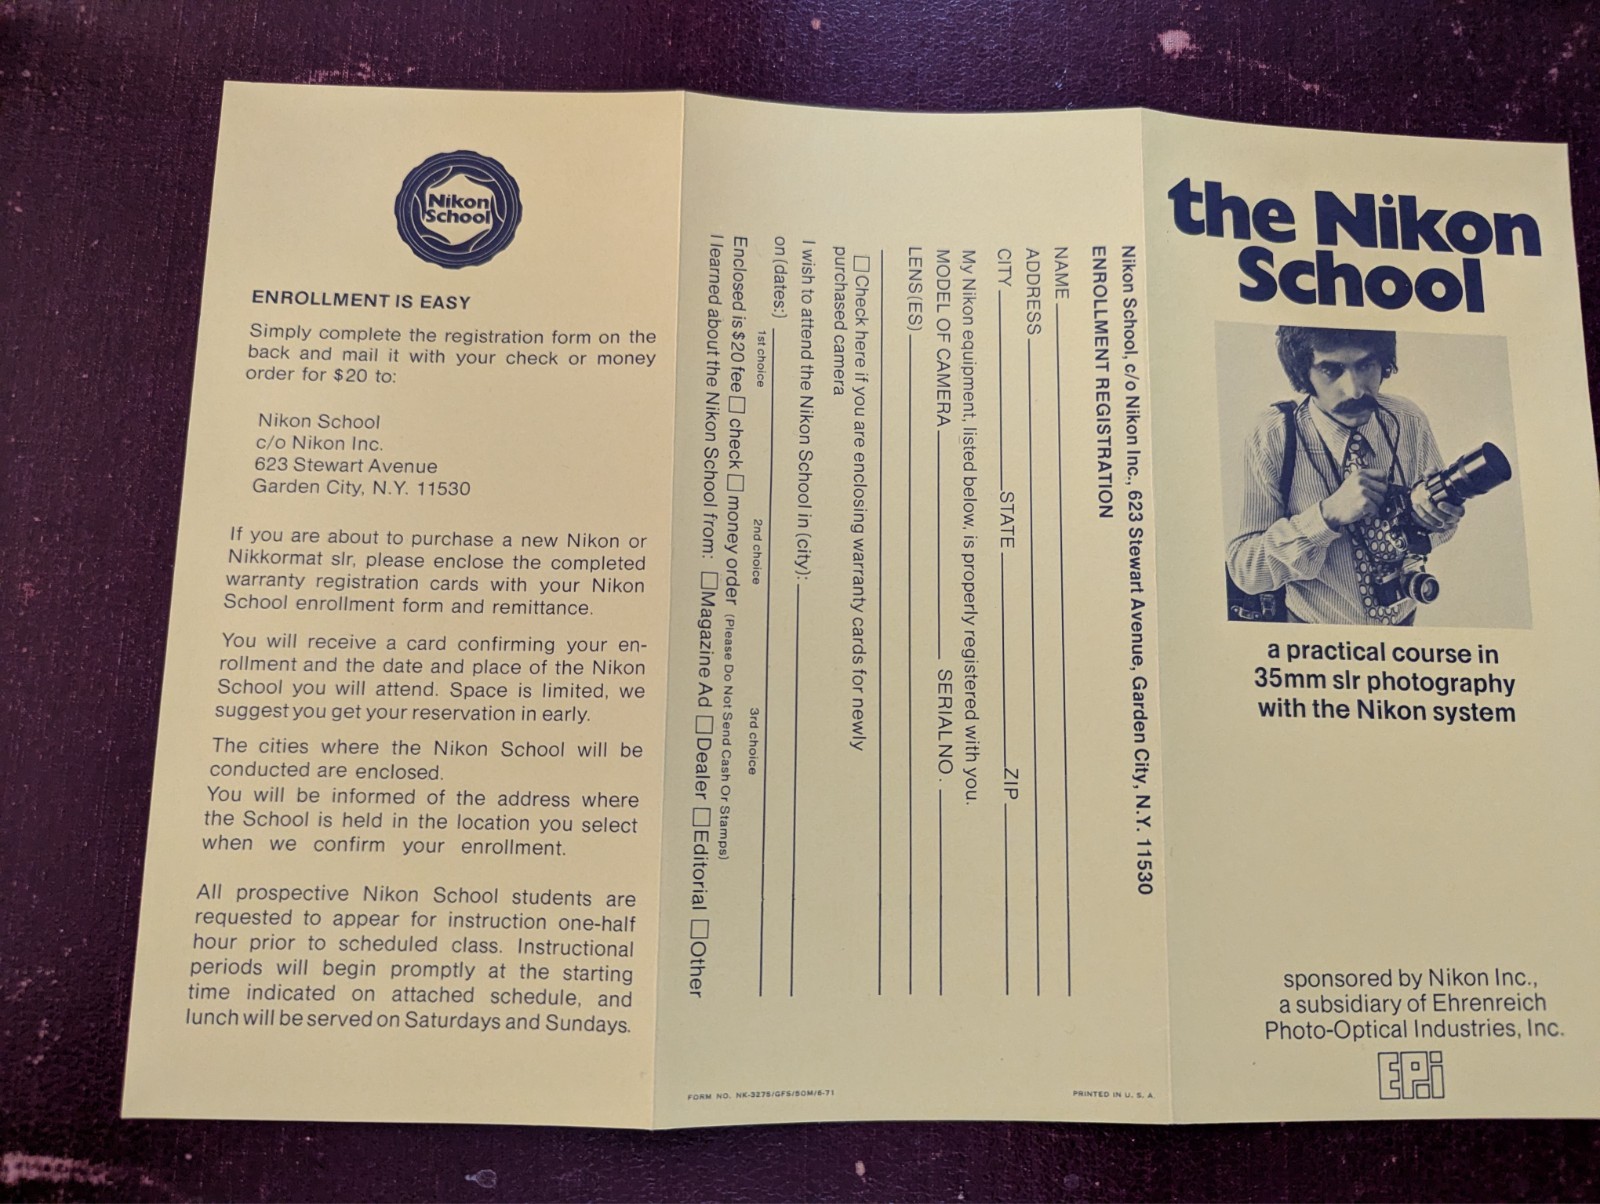 Nikon
School
ENROLLMENT IS EASY
Simply complete the registration form on the
back and mail it with your check or money
order for $20 to:
Nikon School
c/o Nikon Inc.
623 Stewart Avenue
Garden City, N.Y. 11530
If you are about to purchase a new Nikon or
Nikkormat slr, please enclose the completed
warranty registration cards with your Nikon
School enrollment form and remittance.
You will receive a card confirming your en-
rollment and the date and place of the Nikon
School you will attend. Space is limited, we
suggest you get your reservation in early.
The cities where the Nikon School will be
conducted are enclosed.
You will be informed of the address where
the School is held in the location you select
when we confirm your enrollment.
All prospective Nikon School students are
requested to appear for instruction one-half
hour prior to scheduled class. Instructional
periods will begin promptly at the starting
time indicated on attached schedule, and
lunch will be served on Saturdays and Sundays.
Nikon School, c/o Nikon Inc., 623 Stewart Avenue, Garden City, N.Y. 11530
ENROLLMENT REGISTRATION
NAME
ADDRESS
CITY STATE ZIP
My Nikon equipment, listed below, is properly registered with you.
MODEL OF CAMERA SERIAL NO.
LENS(ES)
Check here if you are enclosing warranty cards for newly
purchased camera
I wish to attend the Nikon School in (city):
on (dates:)
1st choice 2nd choice 3rd choice
Enclosed is $20 fee check money order (Please Do Not Send Cash Or Stamps)
I learned about the Nikon School from: Magazine Ad Dealer Editorial Other
FORM NO. NK-3275/GFS/50M/6-71
PRINTED IN U. S. A.
the Nikon
School
a practical course in
35mm slr photography
with the Nikon system
sponsored by Nikon Inc.,
a subsidiary of Ehrenreich
Photo-Optical Industries, Inc.
EPi